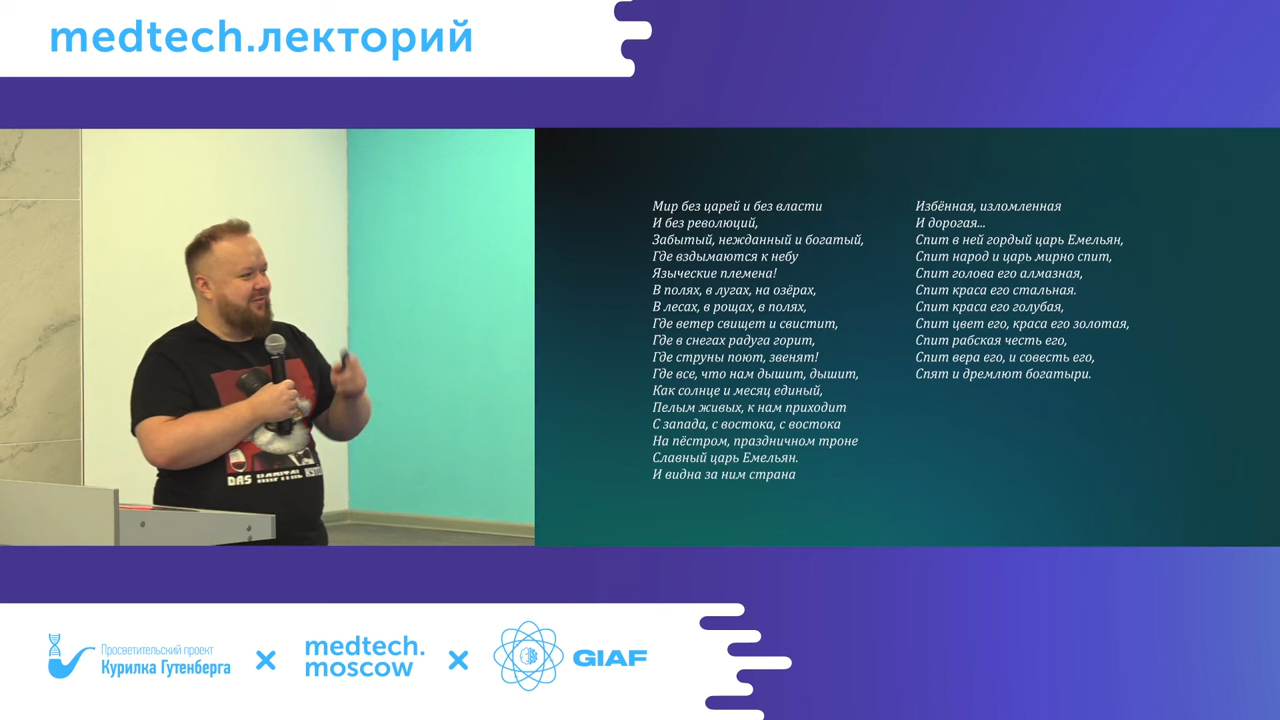 medtech.лекторий
Мир без царей и без власти
И без революций,
Забытый, нежданный и богатый,
Где вздымаются к небу
Языческие племена!
В полях, в лугах, на озёрах,
В лесах, в рощах, в полях,
Где ветер свищет и свистит,
Где в снегах радуга горит,
Где струны поют, звенят!
Где все, что нам дышит, дышит,
Как солнце и месяц единый,
Пелым живых, к нам приходит
С запада, с востока, с востока
На пёстром, праздничном троне
Славный царь Емельян.
И видна за ним страна
Избённая, изломленная
И дорогая...
Спит в ней гордый царь Емельян,
Спит народ и царь мирно спит,
Спит голова его алмазная,
Спит краса его стальная.
Спит краса его голубая,
Спит цвет его, краса его золотая,
Спит рабская честь его,
Спит вера его, и совесть его,
Спят и дремлют богатыри.
DAS KAPITAL
Просветительский проект
Курилка Гутенберга
medtech.
moscow
GIAF